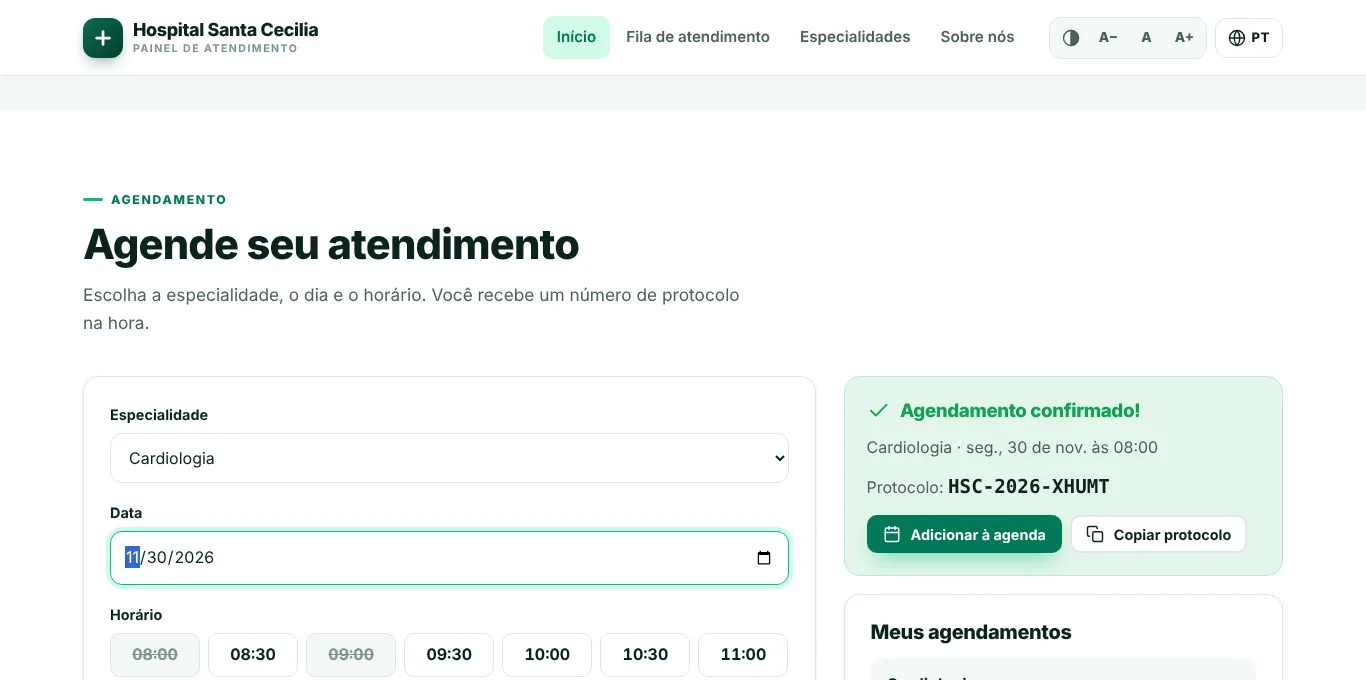 Hospital Santa Cecilia
PAINEL DE ATENDIMENTO
Início
Fila de atendimento
Especialidades
Sobre nós
A−
A
A+
PT
AGENDAMENTO
Agende seu atendimento
Escolha a especialidade, o dia e o horário. Você recebe um número de protocolo
na hora.
Especialidade
Cardiologia
Data
11/30/2026
Horário
08:00
08:30
09:00
09:30
10:00
10:30
11:00
Agendamento confirmado!
Cardiologia · seg., 30 de nov. às 08:00
Protocolo: HSC-2026-XHUMT
Adicionar à agenda
Copiar protocolo
Meus agendamentos